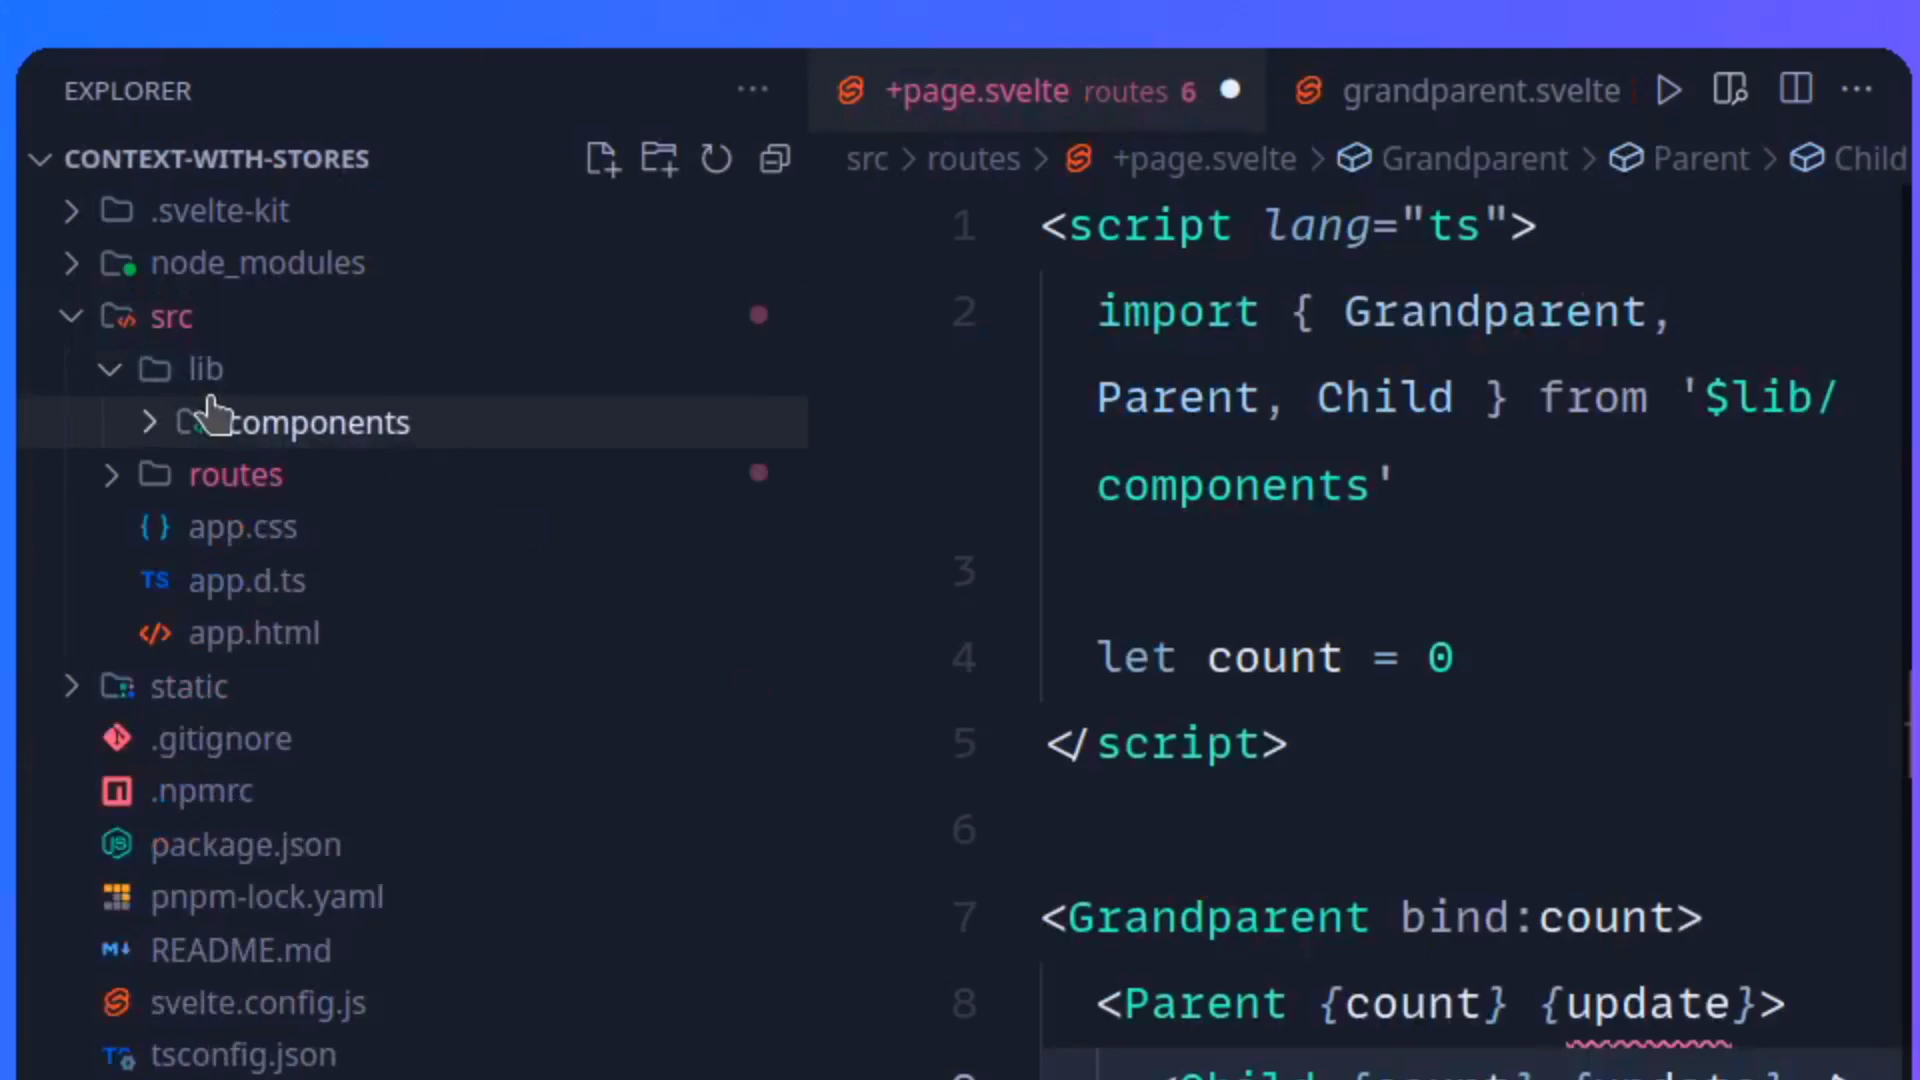 EXPLORER
CONTEXT-WITH-STORES
.svelte-kit
node_modules
src
lib
components
routes
app.css
TS app.d.ts
app.html
static
.gitignore
.npmrc
package.json
pnpm-lock.yaml
README.md
svelte.config.js
tsconfig.json
+page.svelte routes 6
grandparent.svelte
src > routes > +page.svelte > Grandparent > Parent > Child
1 <script lang="ts">
2 import { Grandparent,
Parent, Child } from '$lib/
components'
3
4 let count = 0
5 </script>
6
7 <Grandparent bind:count>
8 <Parent {count} {update}>